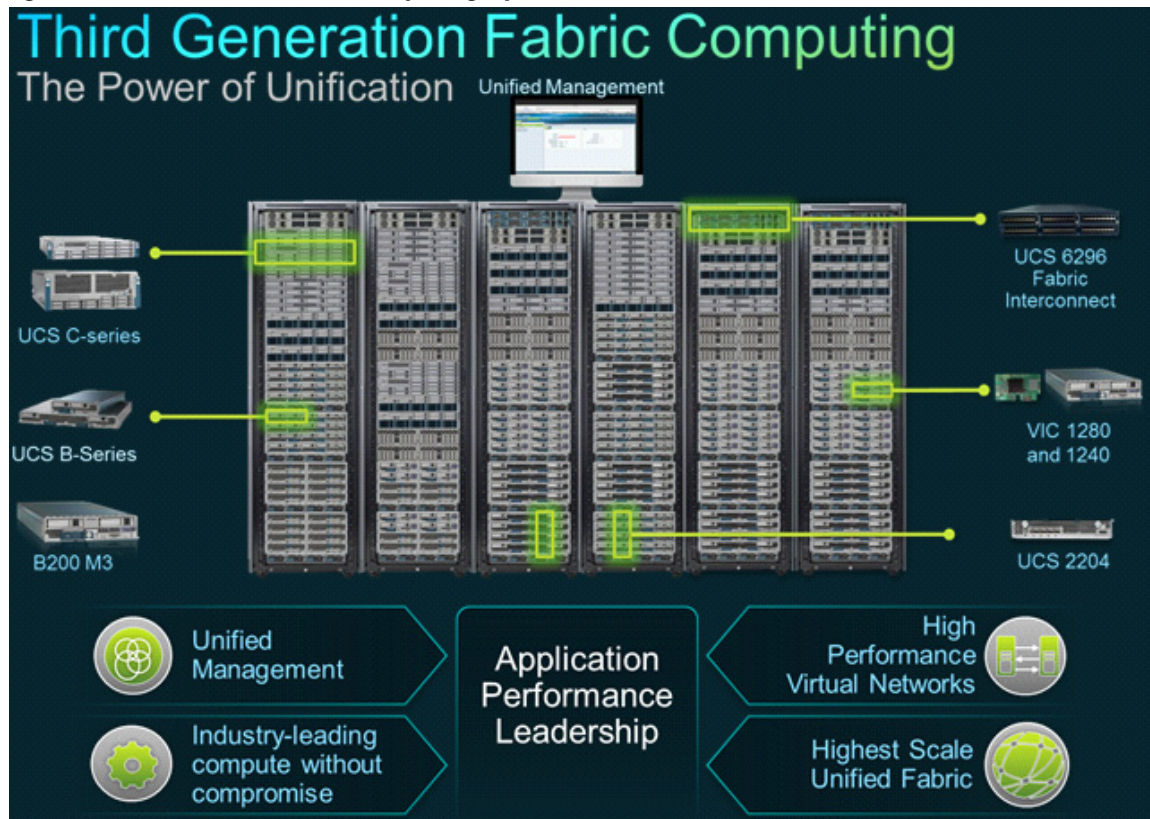 Third Generation Fabric Computing
The Power of Unification
Unified Management
UCS C-series
UCS B-Series
B200 M3
UCS 6296
Fabric
Interconnect
VIC 1280
and 1240
UCS 2204
Unified
Management
Industry-leading
compute without
compromise
Application
Performance
Leadership
High
Performance
Virtual Networks
Highest Scale
Unified Fabric